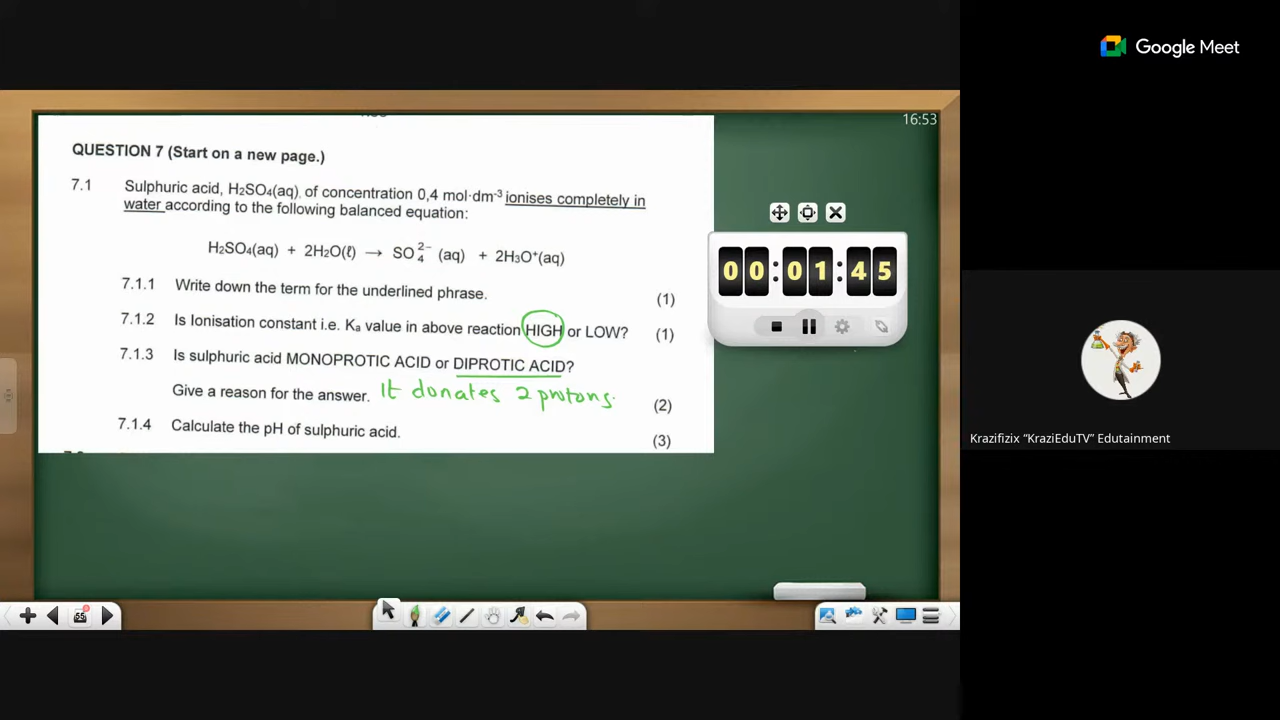 Google Meet
16:53
QUESTION 7 (Start on a new page.)
7.1 Sulphuric acid, H₂SO₄(aq), of concentration 0,4 mol·dm⁻³ ionises completely in
water according to the following balanced equation:
H₂SO₄(aq) + 2H₂O(ℓ) → SO₄²⁻ (aq) + 2H₃O⁺(aq)
7.1.1 Write down the term for the underlined phrase. (1)
7.1.2 Is Ionisation constant i.e. Kₐ value in above reaction HIGH or LOW? (1)
7.1.3 Is sulphuric acid MONOPROTIC ACID or DIPROTIC ACID?
Give a reason for the answer. It donates 2 protons. (2)
7.1.4 Calculate the pH of sulphuric acid. (3)
00:01:45
Krazifizix “KraziEduTV” Edutainment
55